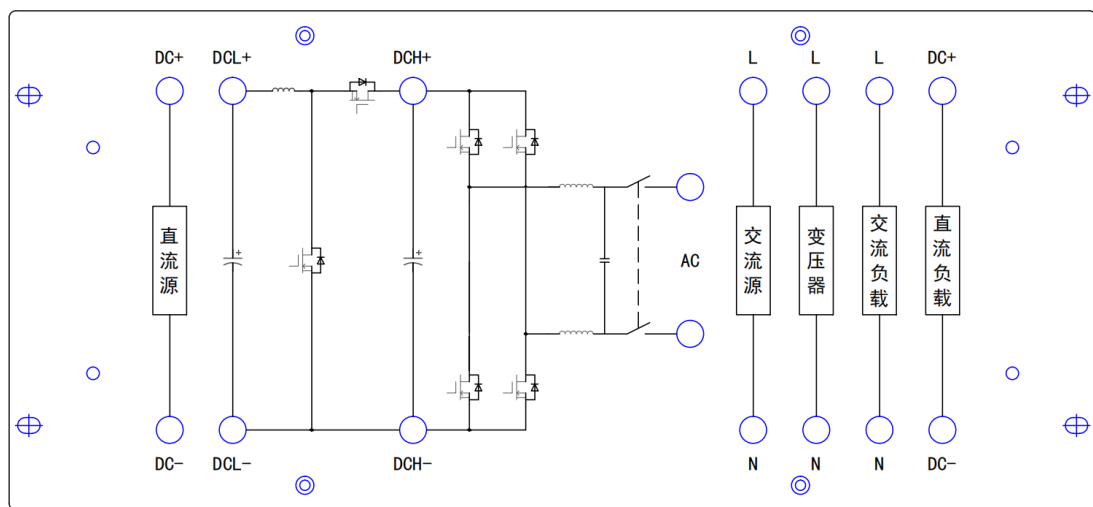 DC+
DCL+
DCH+
L
L
L
DC+
直流源
+
+
AC
交流源
变压器
交流负载
直流负载
DC-
DCL-
DCH-
N
N
N
DC-